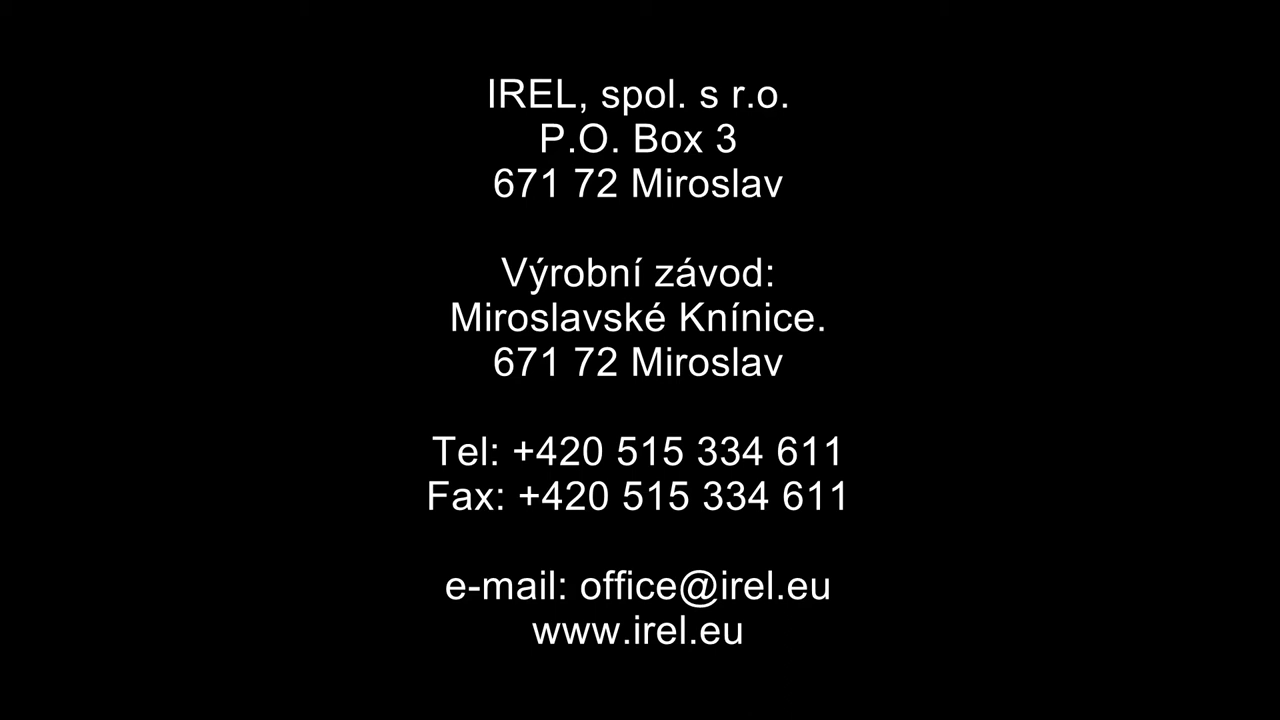 IREL, spol. s r.o.
P.O. Box 3
671 72 Miroslav
Výrobní závod:
Miroslavské Knínice.
671 72 Miroslav
Tel: +420 515 334 611
Fax: +420 515 334 611
e-mail: office@irel.eu
www.irel.eu